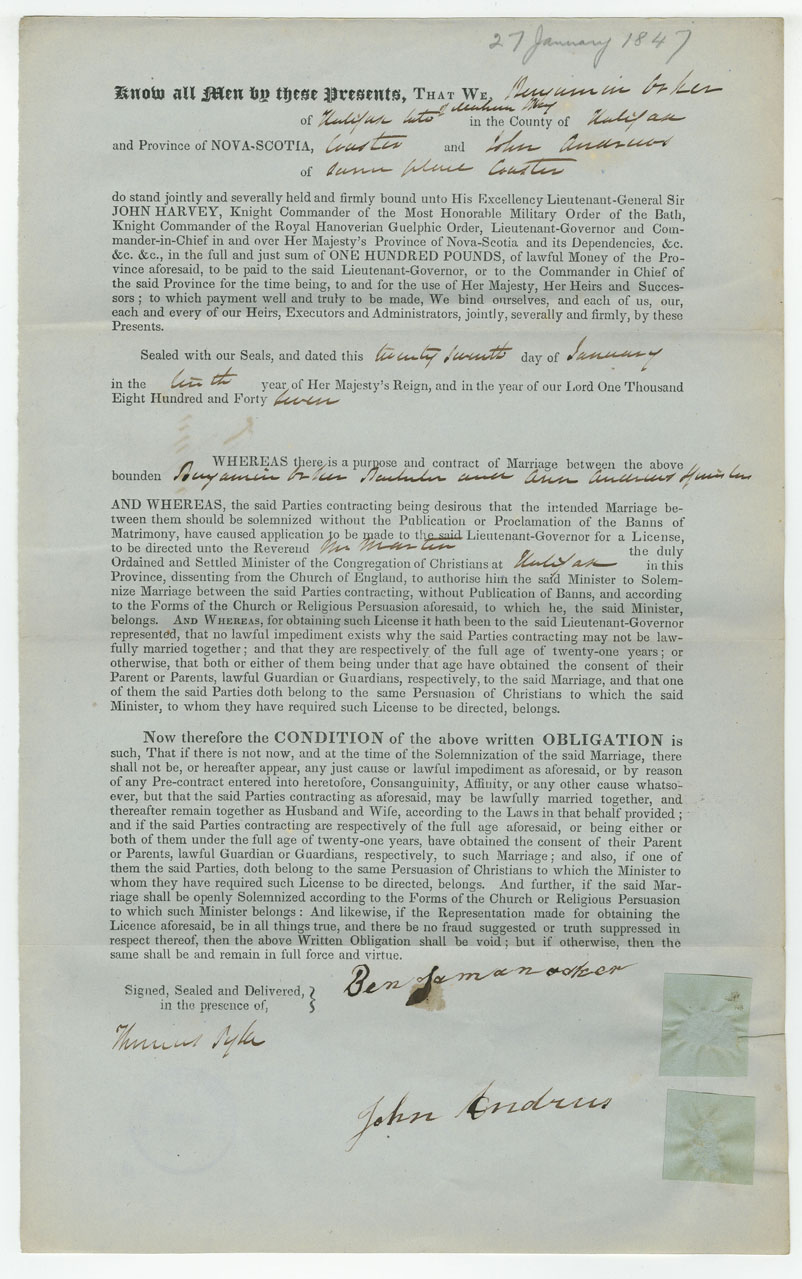 27 January 1847
Know all Men by these Presents, THAT WE, Benjamin Ocker
of Halifax late of Mahone Bay in the County of Halifax
and Province of NOVA-SCOTIA, Coaster and John Andrews
of same place Coaster
do stand jointly and severally held and firmly bound unto His Excellency Lieutenant-General Sir
JOHN HARVEY, Knight Commander of the Most Honorable Military Order of the Bath,
Knight Commander of the Royal Hanoverian Guelphic Order, Lieutenant-Governor and Com-
mander-in-Chief in and over Her Majesty's Province of Nova-Scotia and its Dependencies, &c.
&c. &c., in the full and just sum of ONE HUNDRED POUNDS, of lawful Money of the Pro-
vince aforesaid, to be paid to the said Lieutenant-Governor, or to the Commander in Chief of
the said Province for the time being, to and for the use of Her Majesty, Her Heirs and Succes-
sors ; to which payment well and truly to be made, We bind ourselves, and each of us, our,
each and every of our Heirs, Executors and Administrators, jointly, severally and firmly, by these
Presents.
Sealed with our Seals, and dated this twenty seventh day of January
in the tenth year of Her Majesty's Reign, and in the year of our Lord One Thousand
Eight Hundred and Forty seven
WHEREAS there is a purpose and contract of Marriage between the above
bounden Benjamin Ocker Bachelor and Ann Andrews Spinster
AND WHEREAS, the said Parties contracting being desirous that the intended Marriage be-
tween them should be solemnized without the Publication or Proclamation of the Banns of
Matrimony, have caused application to be made to the said Lieutenant-Governor for a License,
to be directed unto the Reverend Mr Martin the duly
Ordained and Settled Minister of the Congregation of Christians at Halifax in this
Province, dissenting from the Church of England, to authorise him the said Minister to Solem-
nize Marriage between the said Parties contracting, without Publication of Banns, and according
to the Forms of the Church or Religious Persuasion aforesaid, to which he, the said Minister,
belongs. AND WHEREAS, for obtaining such License it hath been to the said Lieutenant-Governor
represented, that no lawful impediment exists why the said Parties contracting may not be law-
fully married together ; and that they are respectively of the full age of twenty-one years ; or
otherwise, that both or either of them being under that age have obtained the consent of their
Parent or Parents, lawful Guardian or Guardians, respectively, to the said Marriage, and that one
of them the said Parties doth belong to the same Persuasion of Christians to which the said
Minister, to whom they have required such License to be directed, belongs.
Now therefore the CONDITION of the above written OBLIGATION is
such, That if there is not now, and at the time of the Solemnization of the said Marriage, there
shall not be, or hereafter appear, any just cause or lawful impediment as aforesaid, or by reason
of any Pre-contract entered into heretofore, Consanguinity, Affinity, or any other cause whatso-
ever, but that the said Parties contracting as aforesaid, may be lawfully married together, and
thereafter remain together as Husband and Wife, according to the Laws in that behalf provided ;
and if the said Parties contracting are respectively of the full age aforesaid, or being either or
both of them under the full age of twenty-one years, have obtained the consent of their Parent
or Parents, lawful Guardian or Guardians, respectively, to such Marriage ; and also, if one of
them the said Parties, doth belong to the same Persuasion of Christians to which the Minister to
whom they have required such License to be directed, belongs. And further, if the said Mar-
riage shall be openly Solemnized according to the Forms of the Church or Religious Persuasion
to which such Minister belongs : And likewise, if the Representation made for obtaining the
Licence aforesaid, be in all things true, and there be no fraud suggested or truth suppressed in
respect thereof, then the above Written Obligation shall be void ; but if otherwise, then the
same shall be and remain in full force and virtue.
Signed, Sealed and Delivered,
in the presence of,
Benjaman ocker
Thomas Pyke
John Andrus